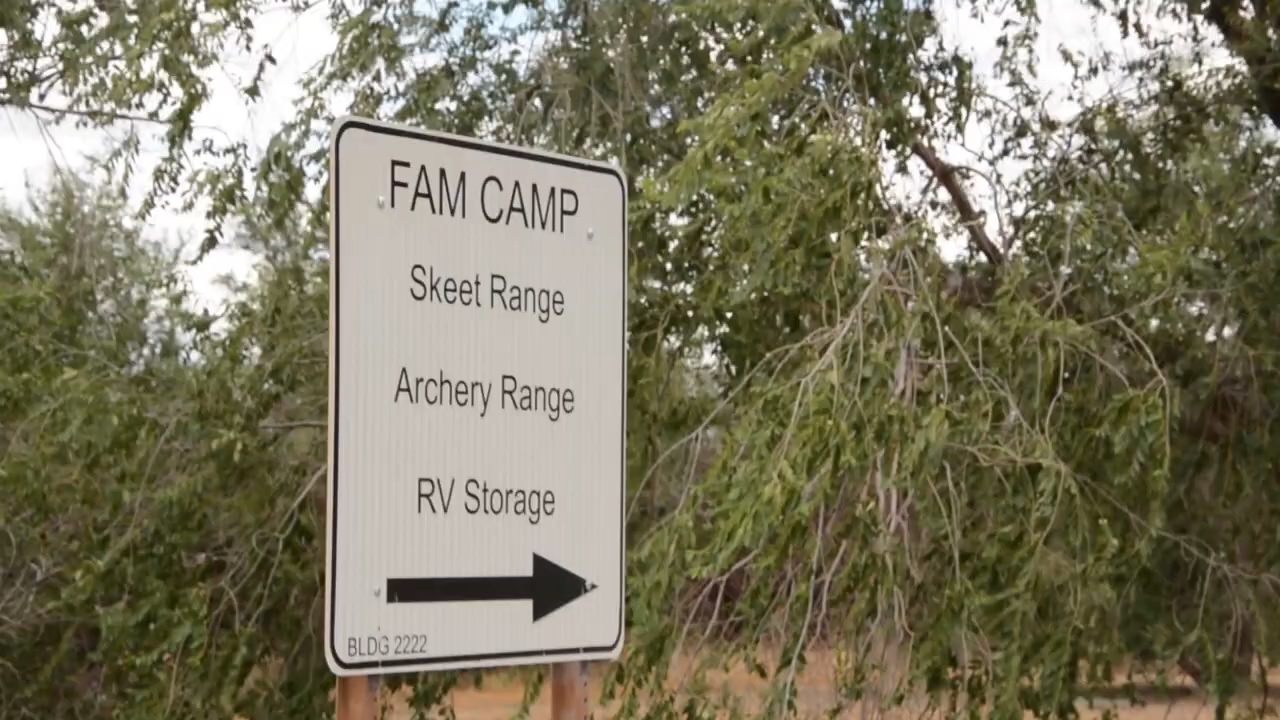 FAM CAMP
Skeet Range
Archery Range
RV Storage
BLDG 2222